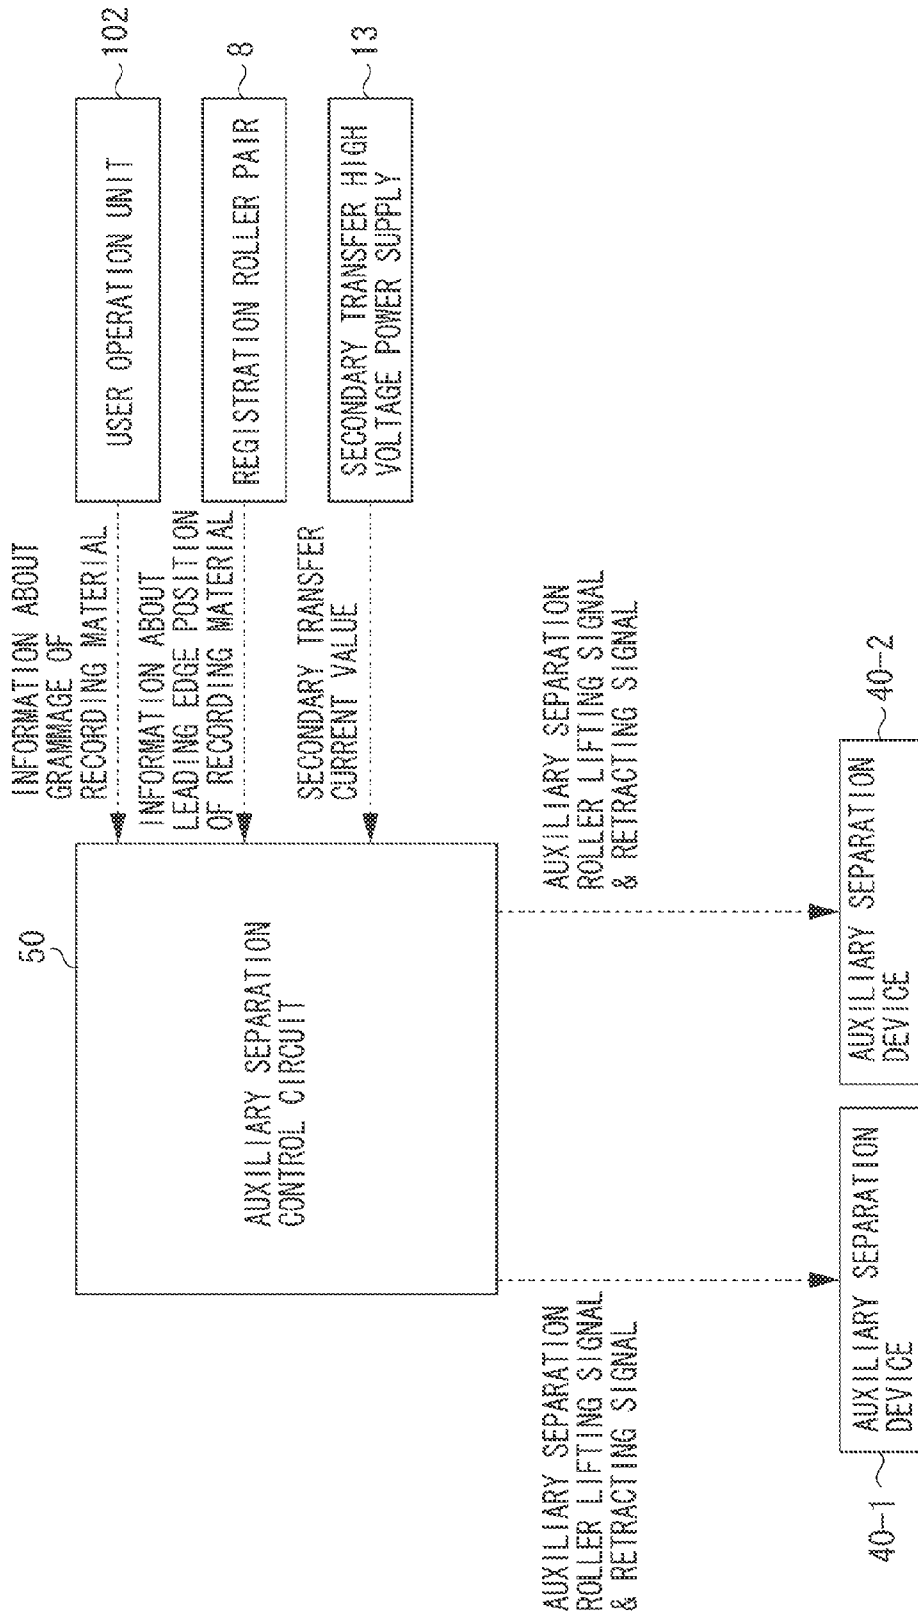 102
USER OPERATION UNIT
8
REGISTRATION ROLLER PAIR
13
SECONDARY TRANSFER HIGH
VOLTAGE POWER SUPPLY
INFORMATION ABOUT
GRAMMAGE OF
RECORDING MATERIAL
INFORMATION ABOUT
LEADING EDGE POSITION
OF RECORDING MATERIAL
SECONDARY TRANSFER
CURRENT VALUE
50
AUXILIARY SEPARATION
CONTROL CIRCUIT
AUXILIARY SEPARATION
ROLLER LIFTING SIGNAL
& RETRACTING SIGNAL
AUXILIARY SEPARATION
ROLLER LIFTING SIGNAL
& RETRACTING SIGNAL
40-1
AUXILIARY SEPARATION
DEVICE
40-2
AUXILIARY SEPARATION
DEVICE